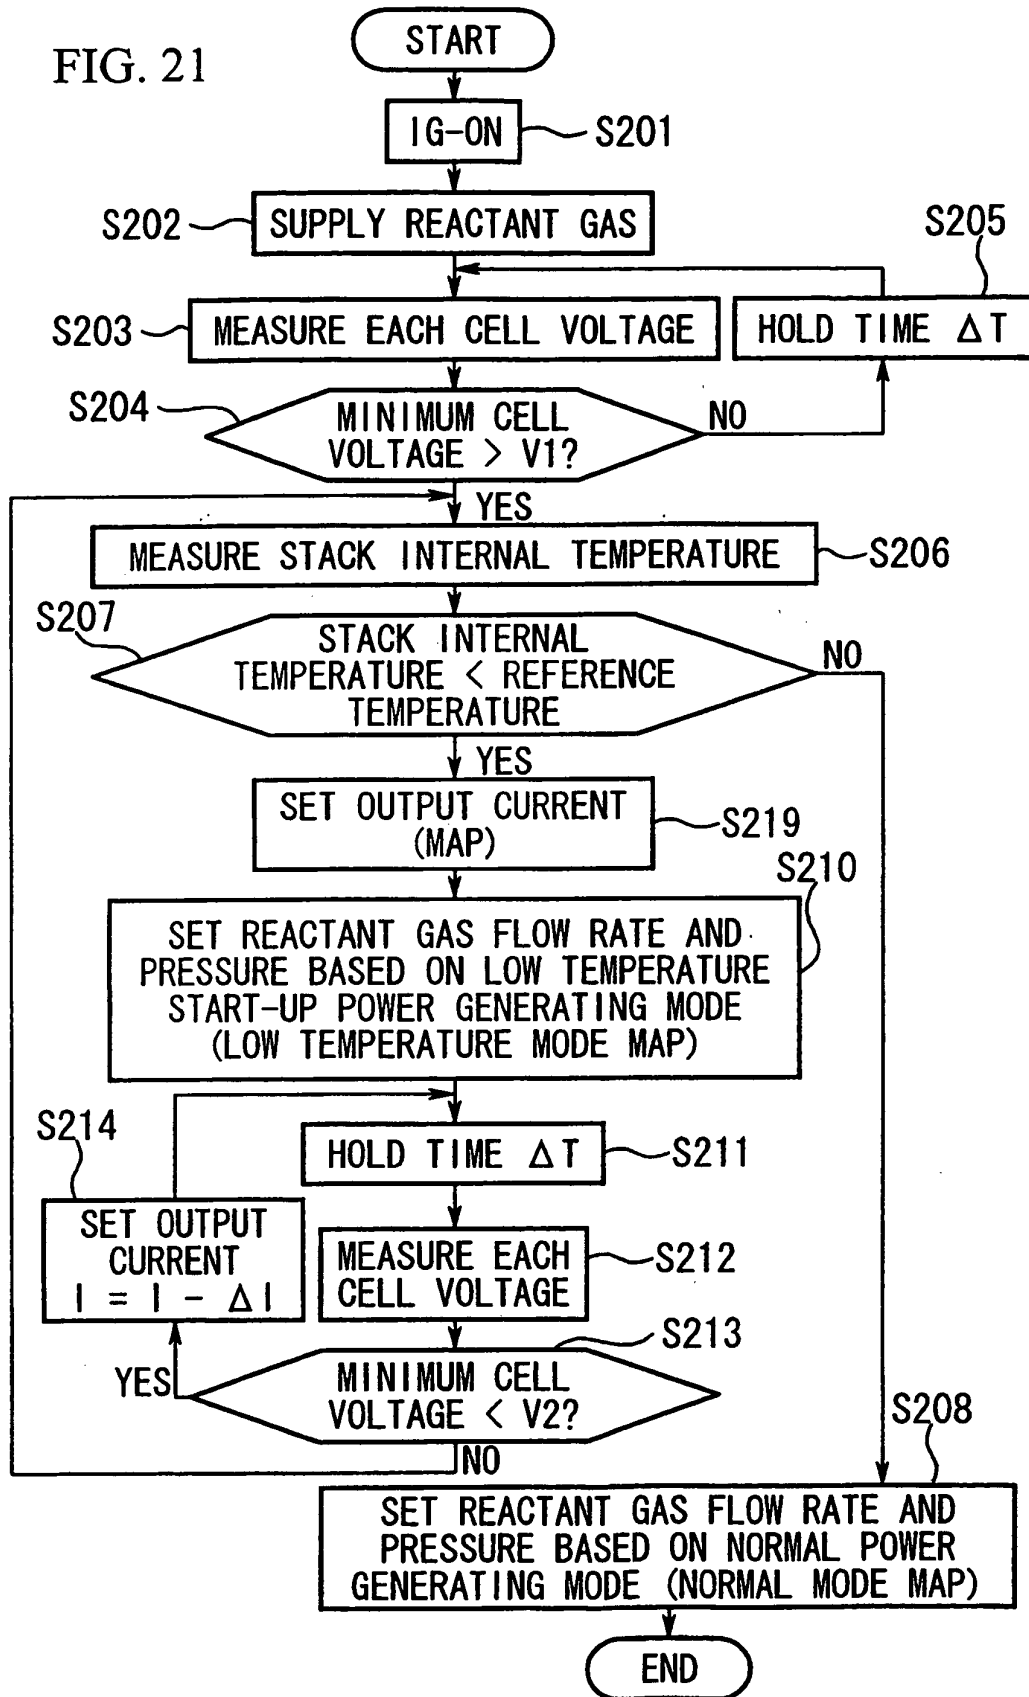 FIG. 21
START
IG-ON
S201
S202
SUPPLY REACTANT GAS
S205
S203
MEASURE EACH CELL VOLTAGE
HOLD TIME ΔT
S204
MINIMUM CELL
VOLTAGE > V1?
NO
YES
MEASURE STACK INTERNAL TEMPERATURE
S206
S207
STACK INTERNAL
TEMPERATURE < REFERENCE
TEMPERATURE
NO
YES
SET OUTPUT CURRENT
(MAP)
S219
S210
SET REACTANT GAS FLOW RATE AND
PRESSURE BASED ON LOW TEMPERATURE
START-UP POWER GENERATING MODE
(LOW TEMPERATURE MODE MAP)
S214
HOLD TIME ΔT
S211
SET OUTPUT
CURRENT
I = I - ΔI
MEASURE EACH
CELL VOLTAGE
S212
S213
YES
MINIMUM CELL
VOLTAGE < V2?
NO
S208
SET REACTANT GAS FLOW RATE AND
PRESSURE BASED ON NORMAL POWER
GENERATING MODE (NORMAL MODE MAP)
END